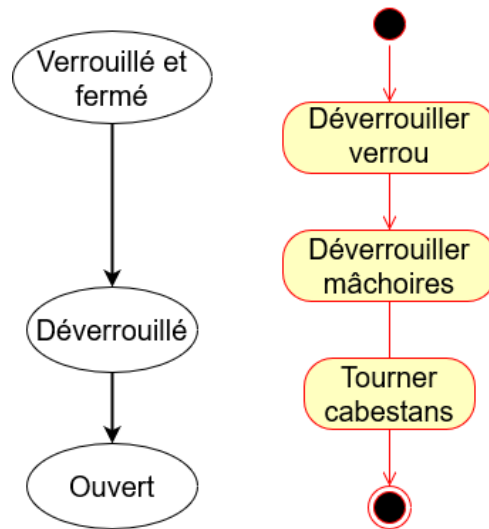 Verrouillé et
fermé
Déverrouillé
Ouvert
Déverrouiller
verrou
Déverrouiller
mâchoires
Tourner
cabestans